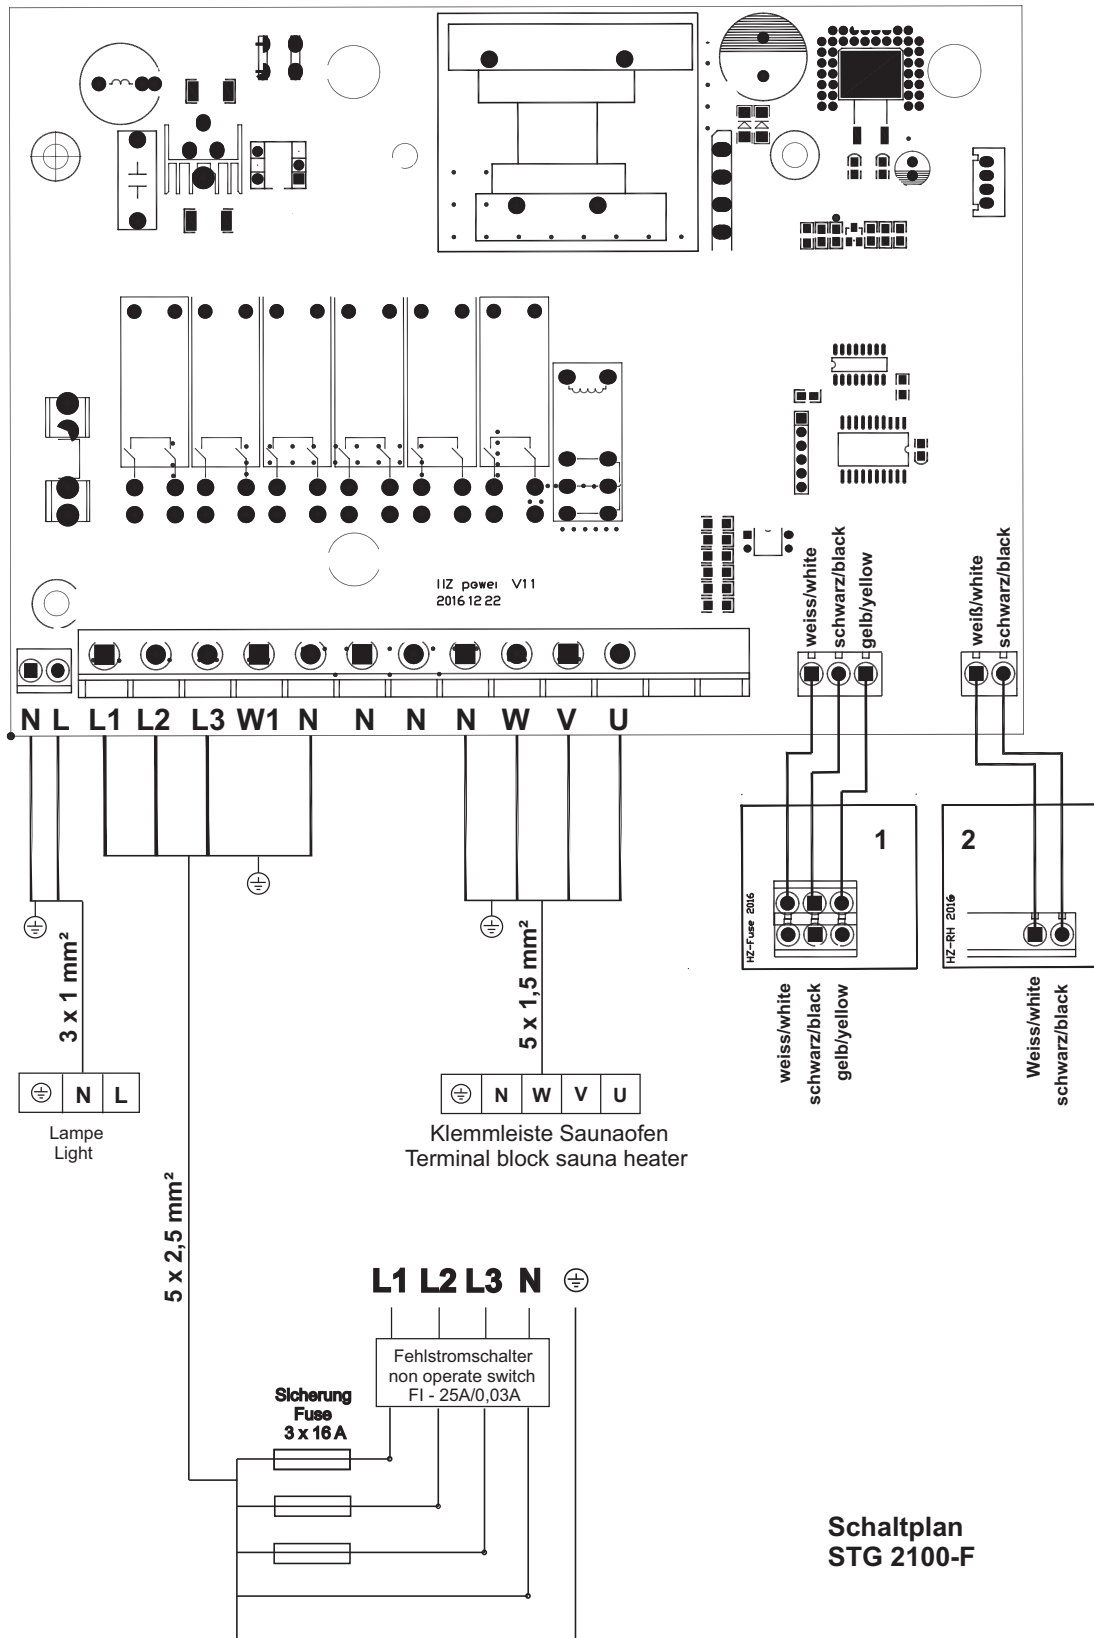 IIZ power V11
2016 12 22
weiss/white
schwarz/black
gelb/yellow
weiß/white
schwarz/black
N L L1 L2 L3 W1 N N N N W V U
1
2
HZ-Fuse 2016
HZ-RH 2016
3 x 1 mm²
5 x 1,5 mm²
weiss/white
schwarz/black
gelb/yellow
Weiss/white
schwarz/black
N L
N W V U
Lampe
Light
Klemmleiste Saunaofen
Terminal block sauna heater
5 x 2,5 mm²
L1 L2 L3 N
Fehlstromschalter
non operate switch
FI - 25A/0,03A
Sicherung
Fuse
3 x 16 A
Schaltplan
STG 2100-F